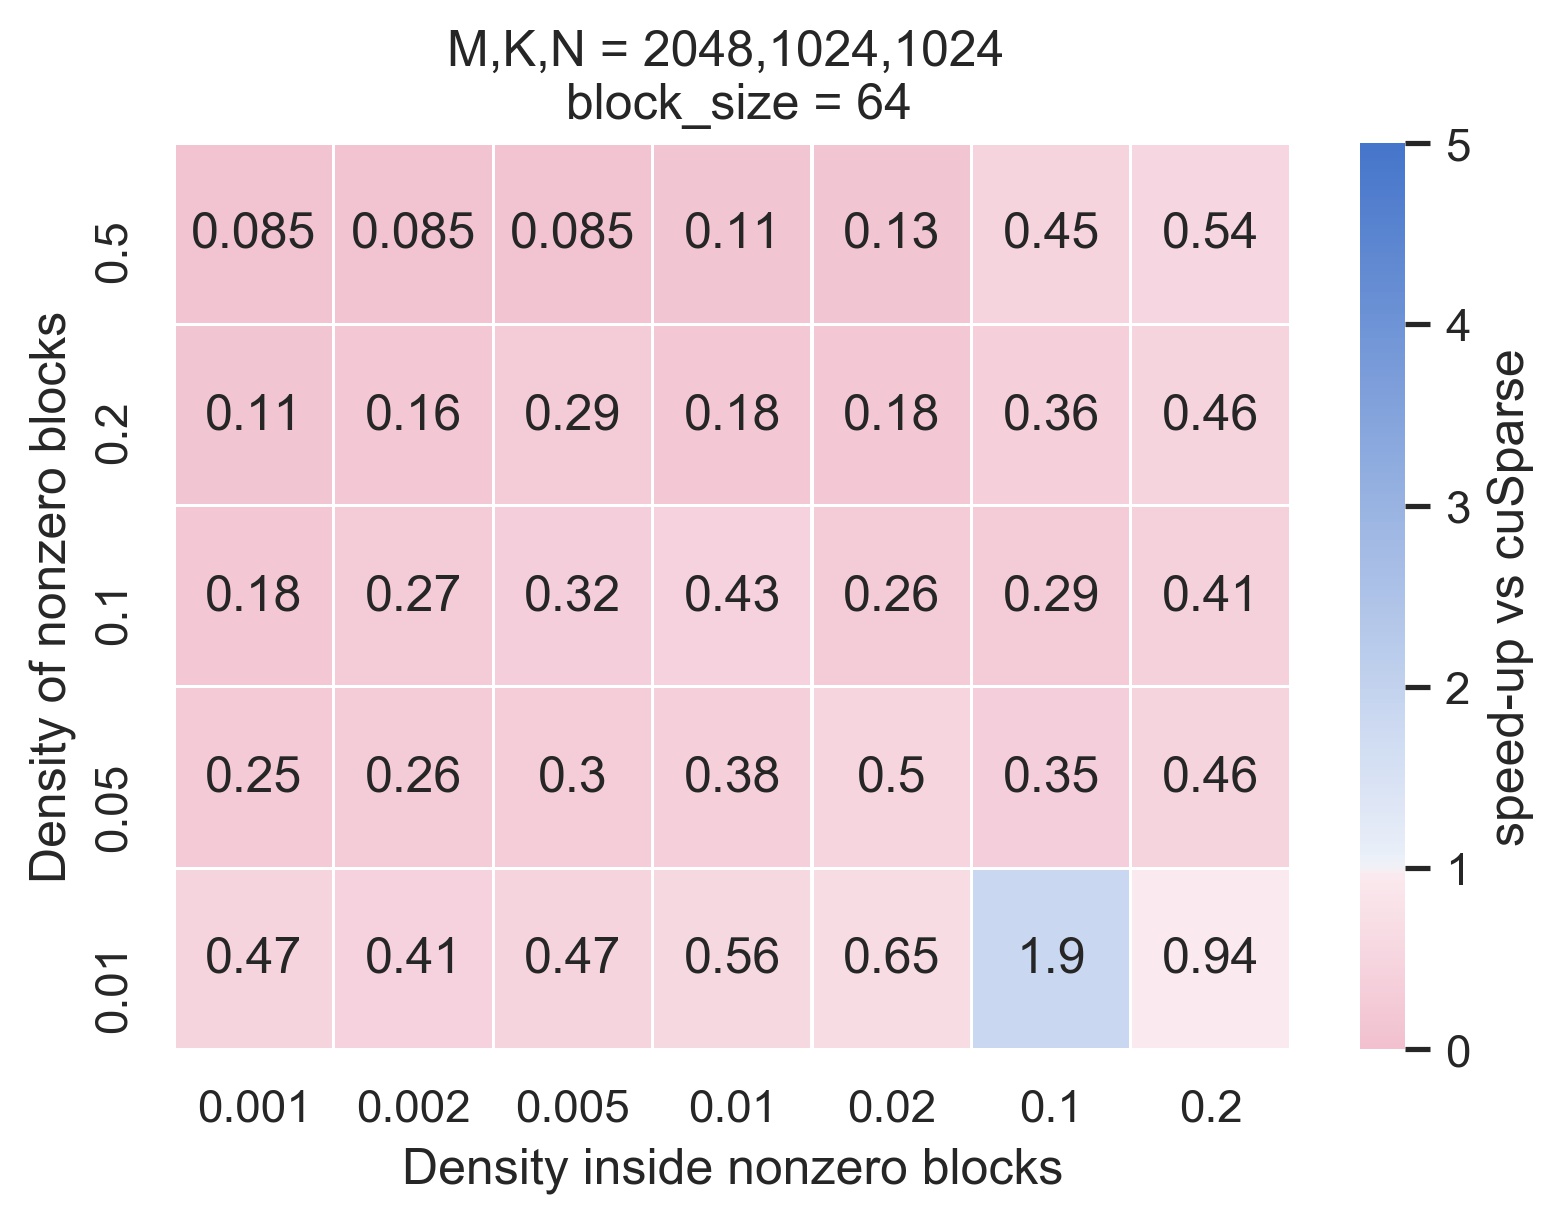 M,K,N = 2048,1024,1024
block_size = 64
Density of nonzero blocks
0.5
0.085 0.085 0.085 0.11 0.13 0.45 0.54
0.2
0.11 0.16 0.29 0.18 0.18 0.36 0.46
0.1
0.18 0.27 0.32 0.43 0.26 0.29 0.41
0.05
0.25 0.26 0.3 0.38 0.5 0.35 0.46
0.01
0.47 0.41 0.47 0.56 0.65 1.9 0.94
0.001 0.002 0.005 0.01 0.02 0.1 0.2
Density inside nonzero blocks
5
4
3
2
1
0
speed-up vs cuSparse